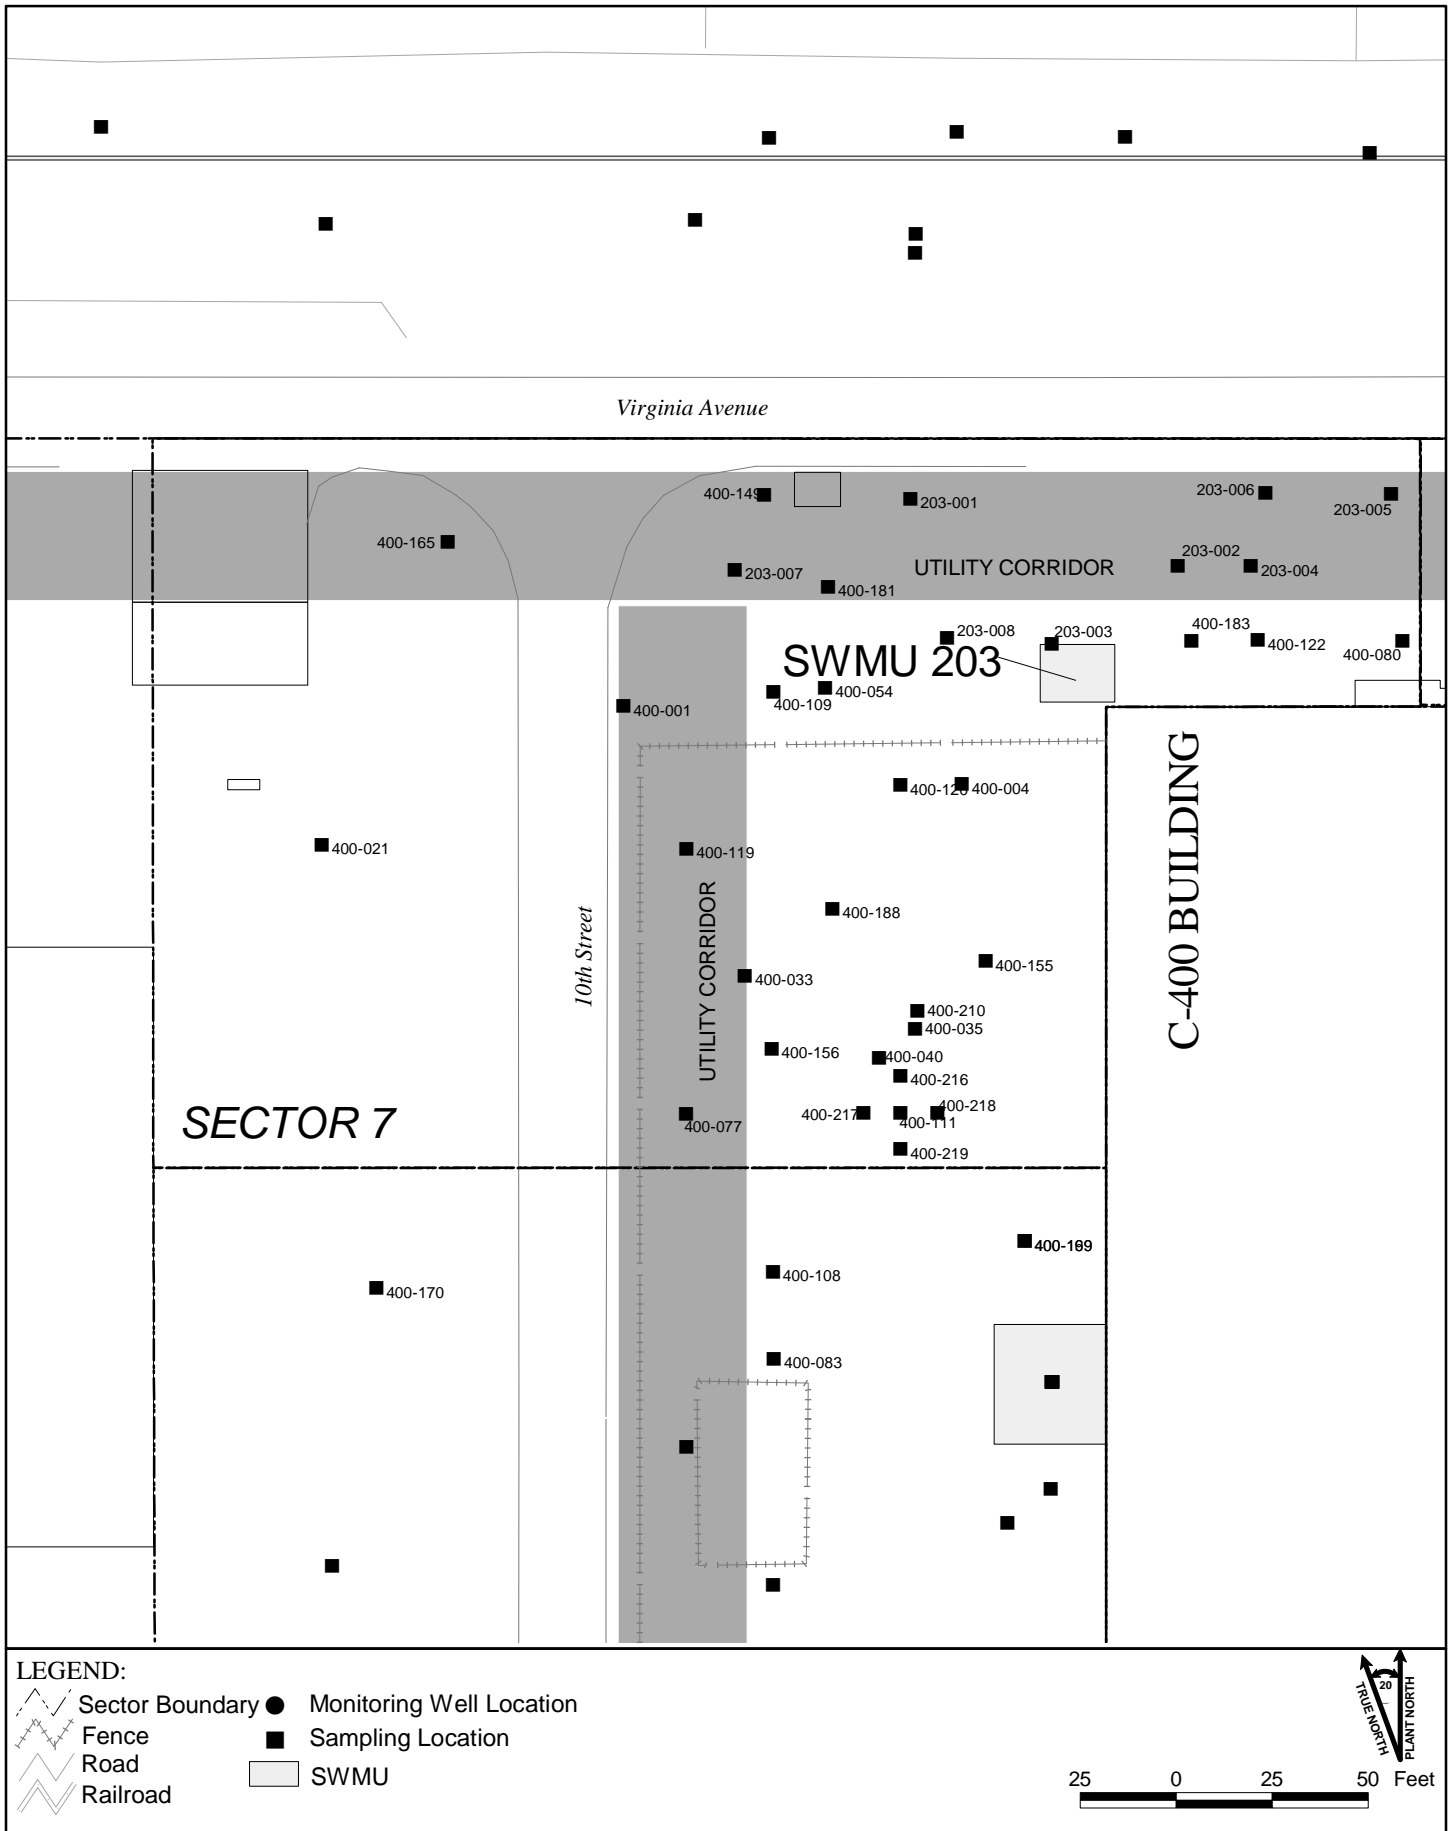 Virginia Avenue
400-149
203-001
203-006
203-005
400-165
203-007
400-181
UTILITY CORRIDOR
203-002
203-004
203-008
203-003
400-183
400-122
400-080
SWMU 203
400-109
400-054
400-001
400-004
400-021
400-119
400-188
10th Street
UTILITY CORRIDOR
C-400 BUILDING
400-033
400-155
400-210
400-035
400-156
400-040
400-216
400-217
400-218
400-111
400-077
400-219
SECTOR 7
400-108
400-170
400-083
LEGEND:
Sector Boundary
Fence
Road
Railroad
Monitoring Well Location
Sampling Location
SWMU
TRUE NORTH
20
PLANT NORTH
25 0 25 50 Feet